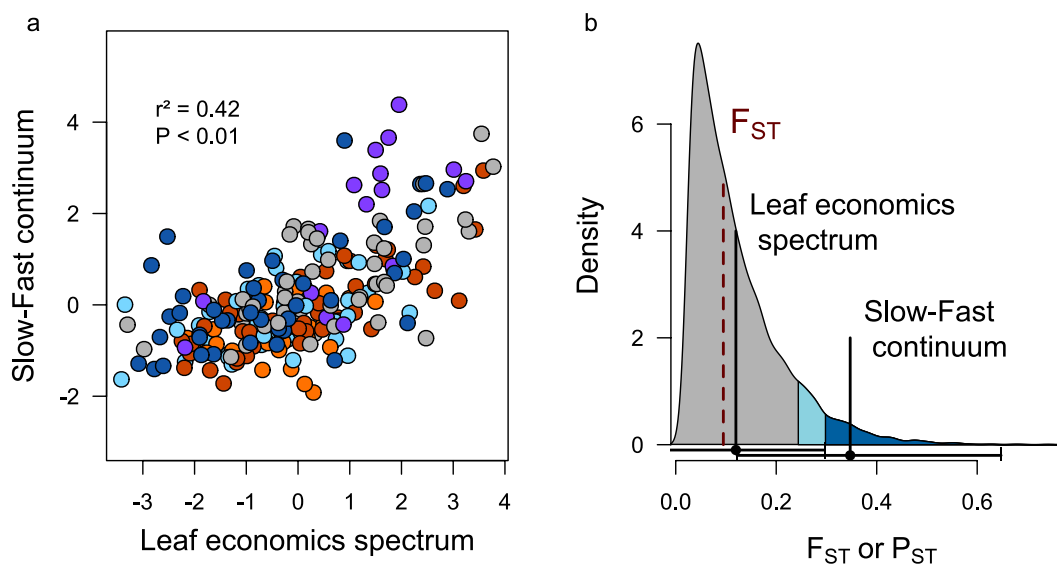 a
r² = 0.42
P < 0.01
Slow-Fast continuum
4
2
0
-2
-3
-2
-1
0
1
2
3
4
Leaf economics spectrum
b
F_ST
Leaf economics
spectrum
Slow-Fast
continuum
Density
6
4
2
0
0.0
0.2
0.4
0.6
F_ST or P_ST